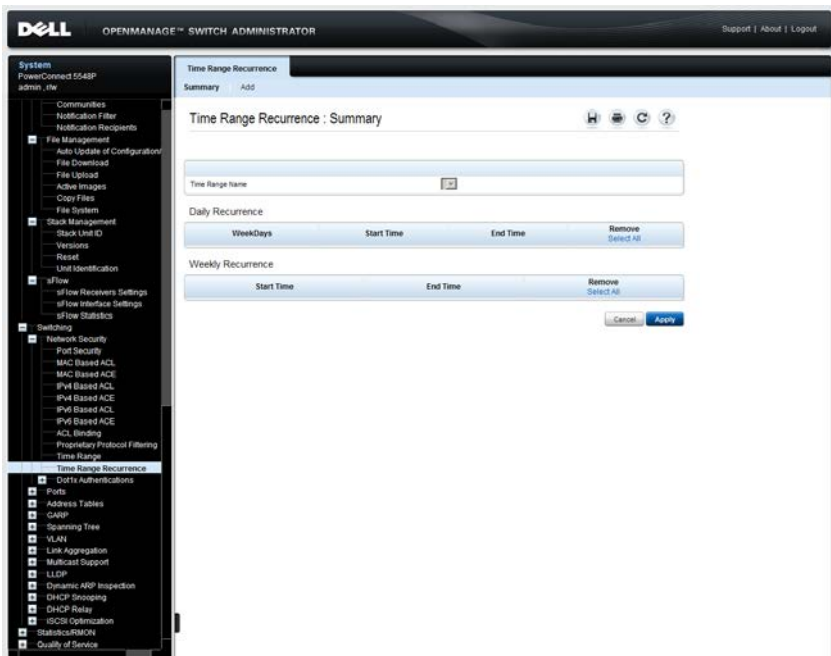 DELL
OPENMANAGE™ SWITCH ADMINISTRATOR
Support | About | Logout
System
PowerConnect 5548P
admin , r/w
Communities
Notification Filter
Notification Recipients
File Management
Auto Update of Configuration/
File Download
File Upload
Active Images
Copy Files
File System
Stack Management
Stack Unit ID
Versions
Reset
Unit Identification
sFlow
sFlow Receivers Settings
sFlow Interface Settings
sFlow Statistics
Switching
Network Security
Port Security
MAC Based ACL
MAC Based ACE
IPv4 Based ACL
IPv4 Based ACE
IPv6 Based ACL
IPv6 Based ACE
ACL Binding
Proprietary Protocol Filtering
Time Range
Time Range Recurrence
Dot1x Authentications
Ports
Address Tables
GARP
Spanning Tree
VLAN
Link Aggregation
Multicast Support
LLDP
Dynamic ARP Inspection
DHCP Snooping
DHCP Relay
iSCSI Optimization
Statistics/RMON
Quality of Service
Time Range Recurrence
Summary Add
Time Range Recurrence : Summary
?
Time Range Name
Daily Recurrence
WeekDays Start Time End Time Remove
Select All
Weekly Recurrence
Start Time End Time Remove
Select All
Cancel Apply